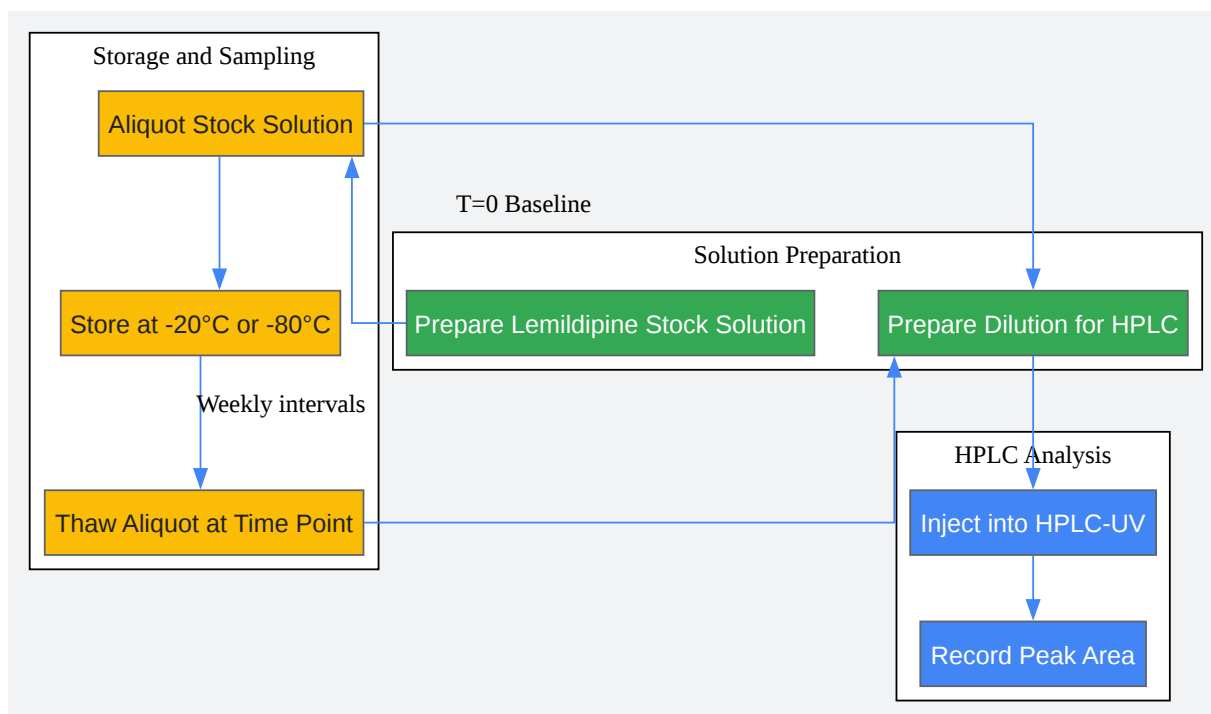 Storage and Sampling
Aliquot Stock Solution
T=0 Baseline
Solution Preparation
Store at -20°C or -80°C
Prepare Lemildipine Stock Solution
Prepare Dilution for HPLC
Weekly intervals
HPLC Analysis
Thaw Aliquot at Time Point
Inject into HPLC-UV
Record Peak Area